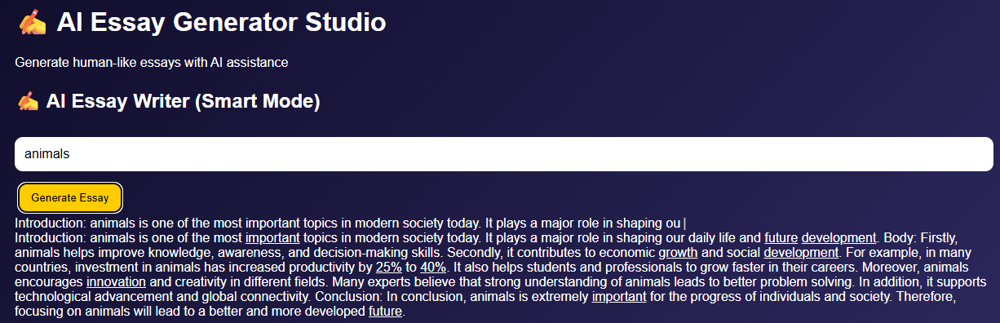 ✍️ AI Essay Generator Studio
Generate human-like essays with AI assistance
✍️ AI Essay Writer (Smart Mode)
animals
Generate Essay
Introduction: animals is one of the most important topics in modern society today. It plays a major role in shaping ou|
Introduction: animals is one of the most important topics in modern society today. It plays a major role in shaping our daily life and future development. Body: Firstly,
animals helps improve knowledge, awareness, and decision-making skills. Secondly, it contributes to economic growth and social development. For example, in many
countries, investment in animals has increased productivity by 25% to 40%. It also helps students and professionals to grow faster in their careers. Moreover, animals
encourages innovation and creativity in different fields. Many experts believe that strong understanding of animals leads to better problem solving. In addition, it supports
technological advancement and global connectivity. Conclusion: In conclusion, animals is extremely important for the progress of individuals and society. Therefore,
focusing on animals will lead to a better and more developed future.